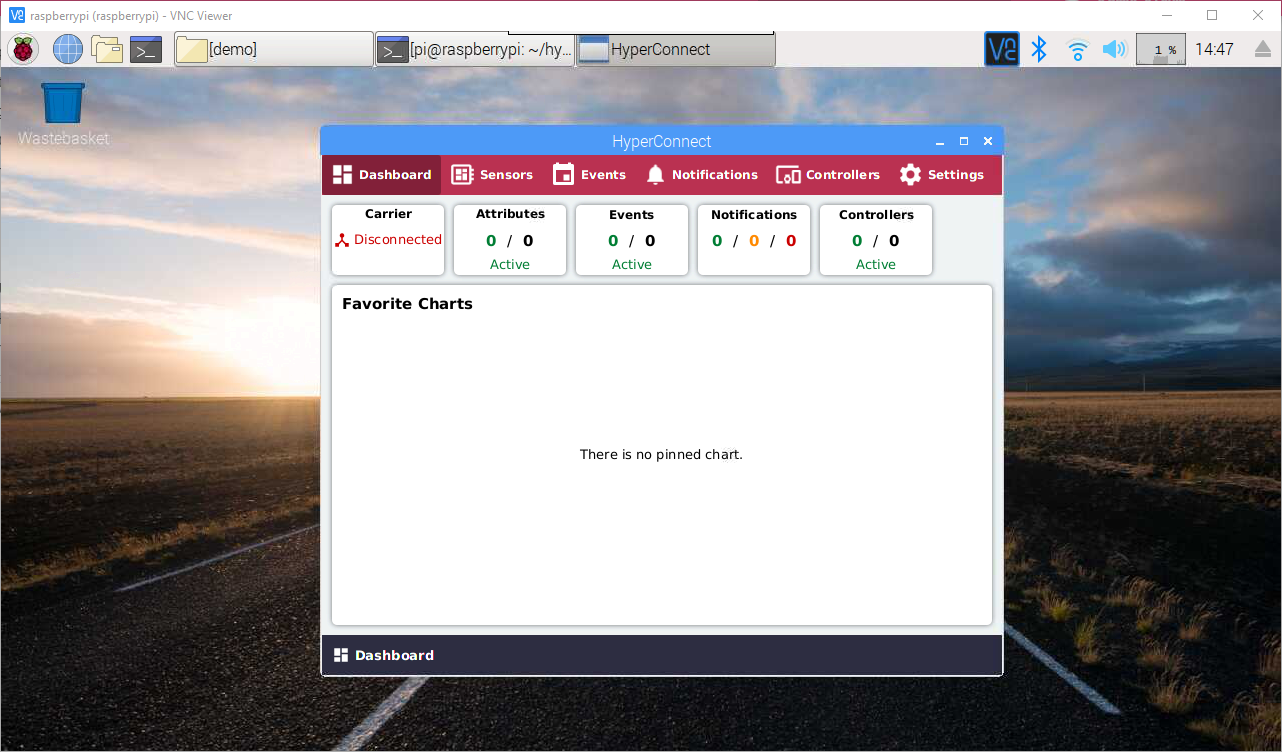 raspberrypi (raspberrypi) - VNC Viewer
[demo] [pi@raspberrypi: ~/hy... HyperConnect 1 % 14:47
Wastebasket
HyperConnect
Dashboard Sensors Events Notifications Controllers Settings
Carrier Attributes Events Notifications Controllers
Disconnected 0 / 0 0 / 0 0 / 0 / 0 0 / 0
Active Active Active
Favorite Charts
There is no pinned chart.
Dashboard